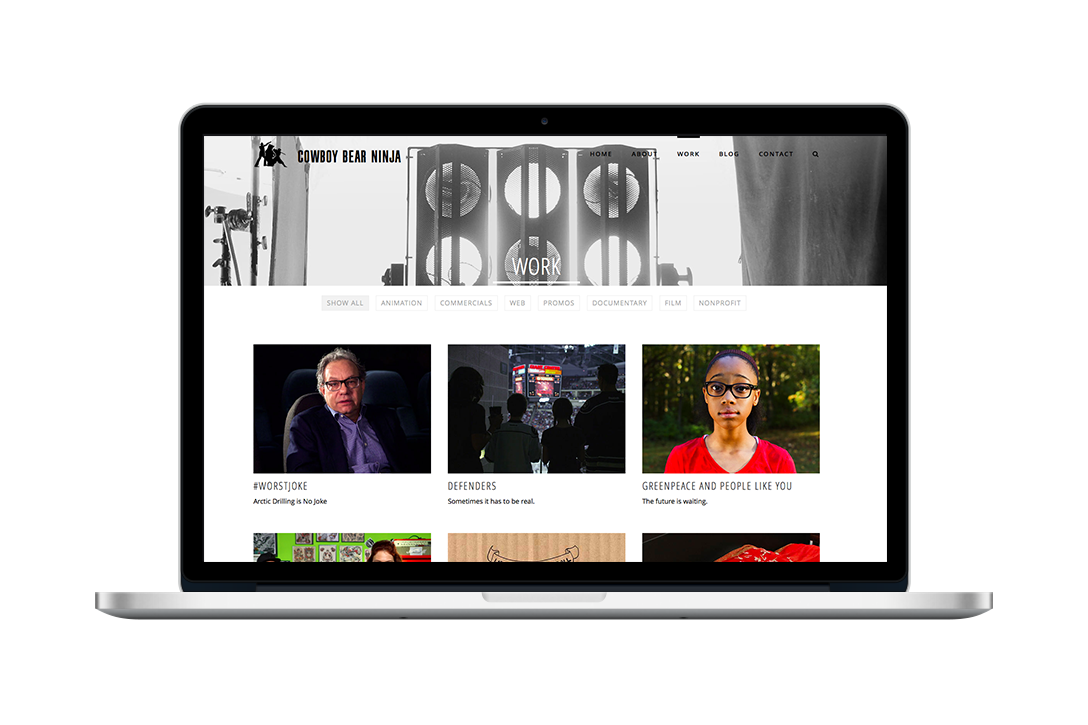 COWBOY BEAR NINJA
HOME ABOUT WORK BLOG CONTACT
WORK
SHOW ALL ANIMATION COMMERCIALS WEB PROMOS DOCUMENTARY FILM NONPROFIT
#WORSTJOKE
Arctic Drilling is No Joke
DEFENDERS
Sometimes it has to be real.
GREENPEACE AND PEOPLE LIKE YOU
The future is waiting.